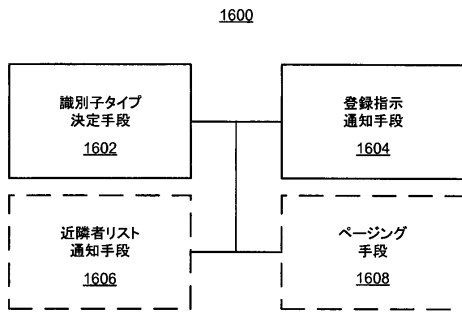 1600
識別子タイプ
決定手段
1602
登録指示
通知手段
1604
近隣者リスト
通知手段
1606
ページング
手段
1608